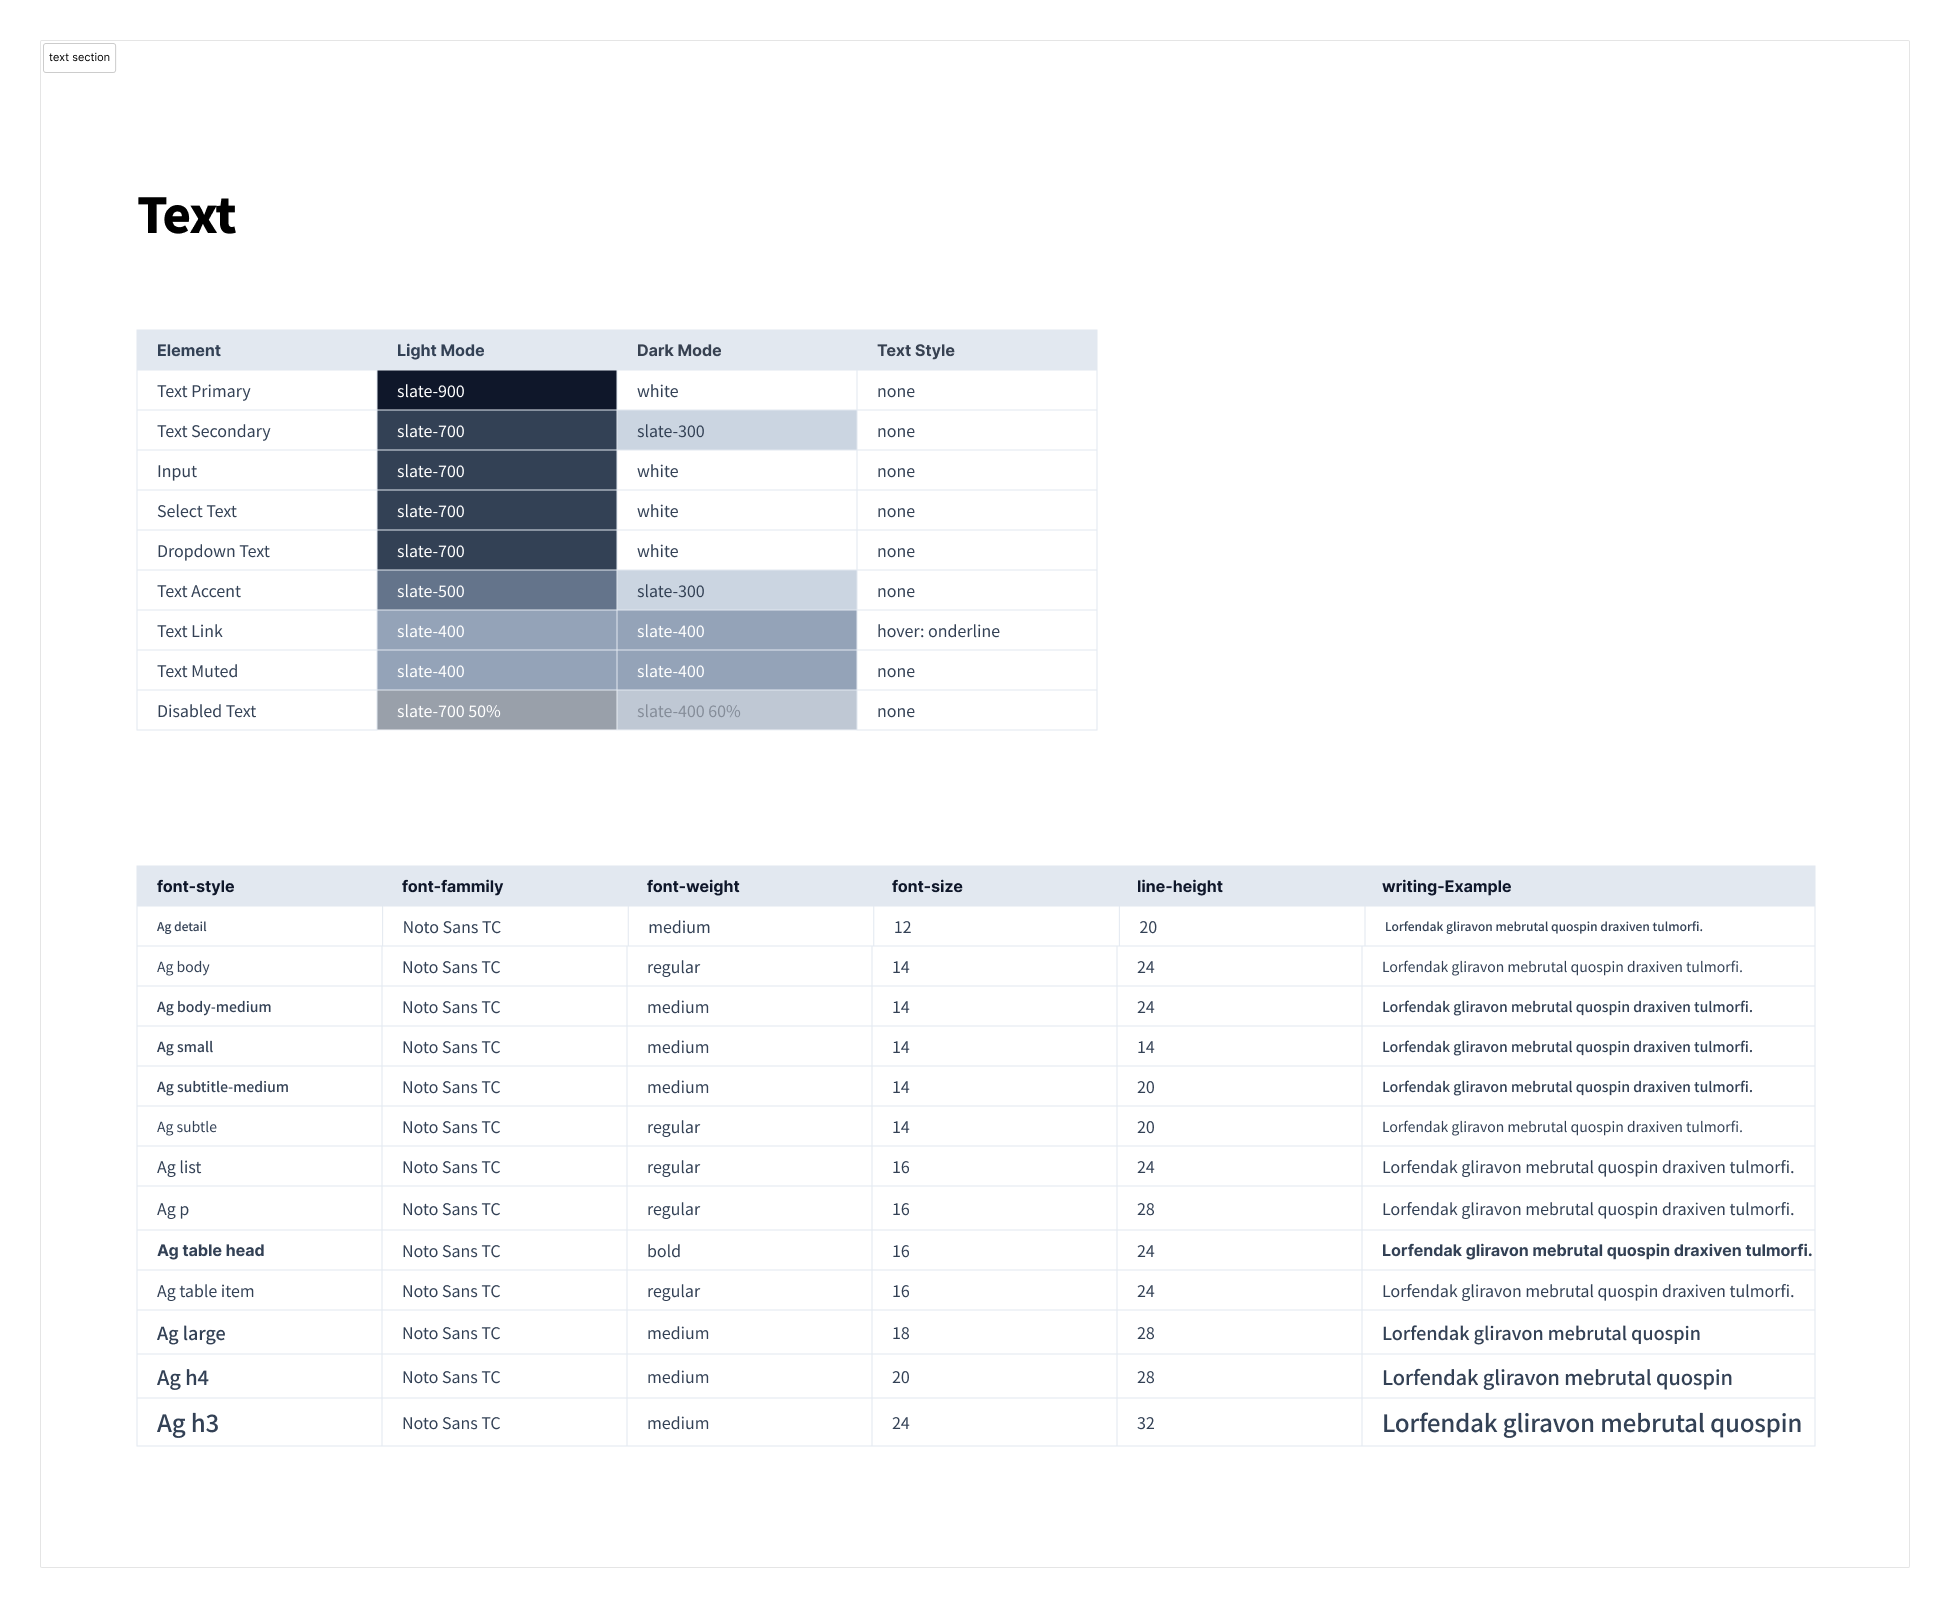 text section
Text
Element Light Mode Dark Mode Text Style
Text Primary slate-900 white none
Text Secondary slate-700 slate-300 none
Input slate-700 white none
Select Text slate-700 white none
Dropdown Text slate-700 white none
Text Accent slate-500 slate-300 none
Text Link slate-400 slate-400 hover: onderline
Text Muted slate-400 slate-400 none
Disabled Text slate-700 50% slate-400 60% none
font-style font-fammily font-weight font-size line-height writing-Example
Ag detail Noto Sans TC medium 12 20 Lorfendak gliravon mebrutal quospin draxiven tulmorfi.
Ag body Noto Sans TC regular 14 24 Lorfendak gliravon mebrutal quospin draxiven tulmorfi.
Ag body-medium Noto Sans TC medium 14 24 Lorfendak gliravon mebrutal quospin draxiven tulmorfi.
Ag small Noto Sans TC medium 14 14 Lorfendak gliravon mebrutal quospin draxiven tulmorfi.
Ag subtitle-medium Noto Sans TC medium 14 20 Lorfendak gliravon mebrutal quospin draxiven tulmorfi.
Ag subtle Noto Sans TC regular 14 20 Lorfendak gliravon mebrutal quospin draxiven tulmorfi.
Ag list Noto Sans TC regular 16 24 Lorfendak gliravon mebrutal quospin draxiven tulmorfi.
Ag p Noto Sans TC regular 16 28 Lorfendak gliravon mebrutal quospin draxiven tulmorfi.
Ag table head Noto Sans TC bold 16 24 Lorfendak gliravon mebrutal quospin draxiven tulmorfi.
Ag table item Noto Sans TC regular 16 24 Lorfendak gliravon mebrutal quospin draxiven tulmorfi.
Ag large Noto Sans TC medium 18 28 Lorfendak gliravon mebrutal quospin
Ag h4 Noto Sans TC medium 20 28 Lorfendak gliravon mebrutal quospin
Ag h3 Noto Sans TC medium 24 32 Lorfendak gliravon mebrutal quospin